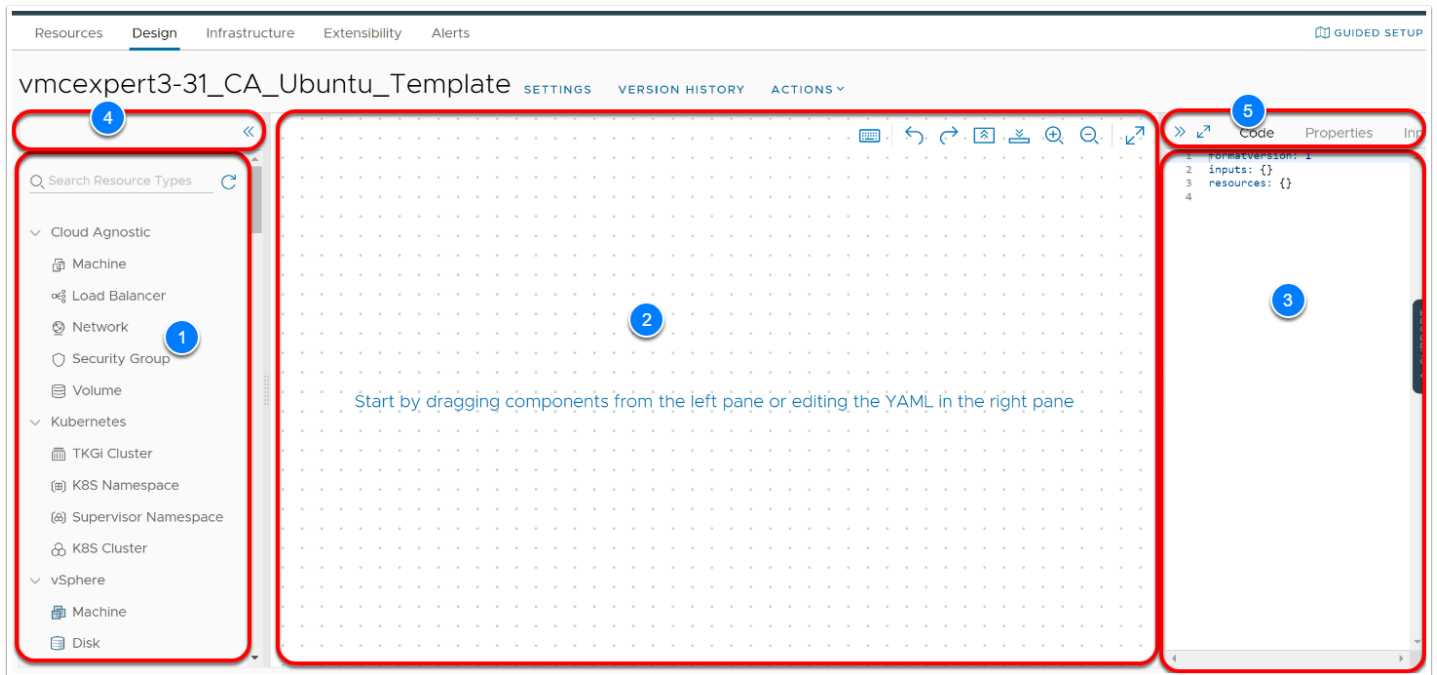 Resources Design Infrastructure Extensibility Alerts GUIDED SETUP
vmcexpert3-31_CA_Ubuntu_Template SETTINGS VERSION HISTORY ACTIONS
4
5
Code Properties Inp
Search Resource Types
1 formatVersion: 1
2 inputs: {}
3 resources: {}
4
Cloud Agnostic
Machine
Load Balancer
Network
1
Security Group
Volume
Kubernetes
TKGi Cluster
K8S Namespace
Supervisor Namespace
K8S Cluster
vSphere
Machine
Disk
2
Start by dragging components from the left pane or editing the YAML in the right pane
3